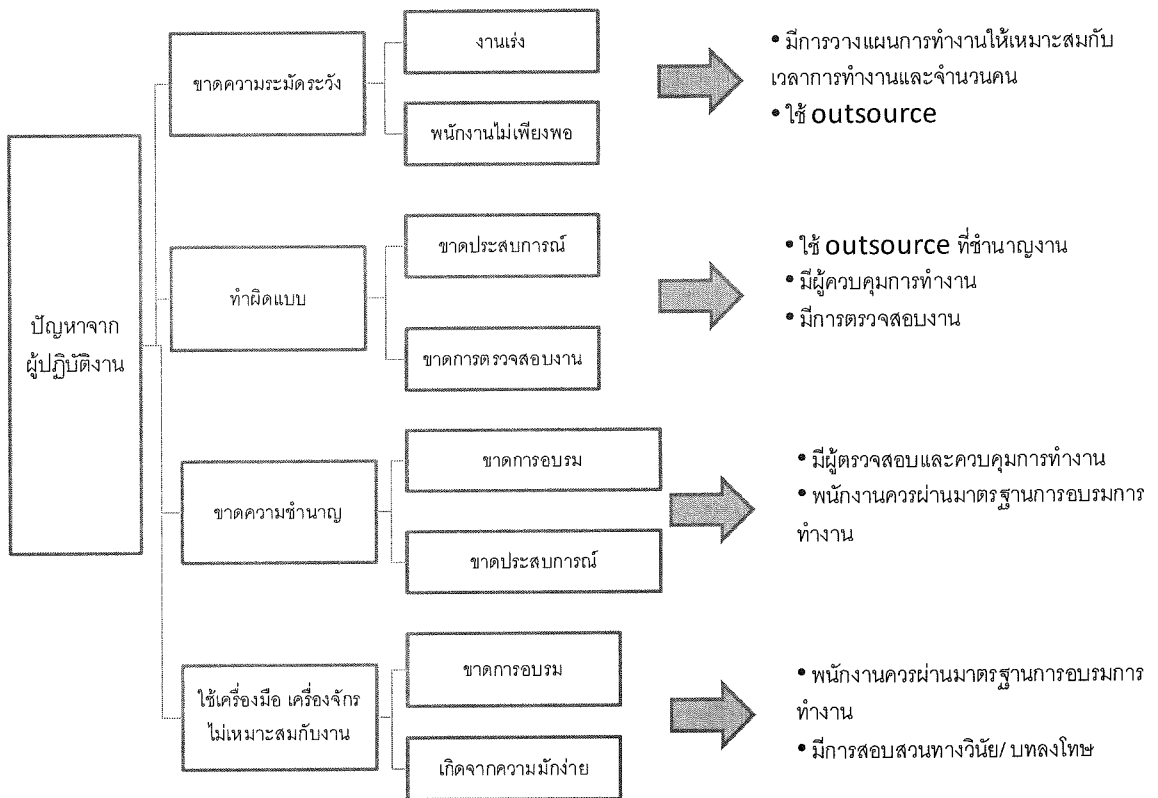 ปัญหาจาก
ผู้ปฏิบัติงาน
ขาดความระมัดระวัง
งานเร่ง
พนักงานไม่เพียงพอ
• มีการวางแผนการทำงานให้เหมาะสมกับ
เวลาการทำงานและจำนวนคน
• ใช้ outsource
ทำผิดแบบ
ขาดประสบการณ์
ขาดการตรวจสอบงาน
• ใช้ outsource ที่ชำนาญงาน
• มีผู้ควบคุมการทำงาน
• มีการตรวจสอบงาน
ขาดความชำนาญ
ขาดการอบรม
ขาดประสบการณ์
• มีผู้ตรวจสอบและควบคุมการทำงาน
• พนักงานควรผ่านมาตรฐานการอบรมการ
ทำงาน
ใช้เครื่องมือ เครื่องจักร
ไม่เหมาะสมกับงาน
ขาดการอบรม
เกิดจากความมักง่าย
• พนักงานควรผ่านมาตรฐานการอบรมการ
ทำงาน
• มีการสอบสวนทางวินัย/ บทลงโทษ